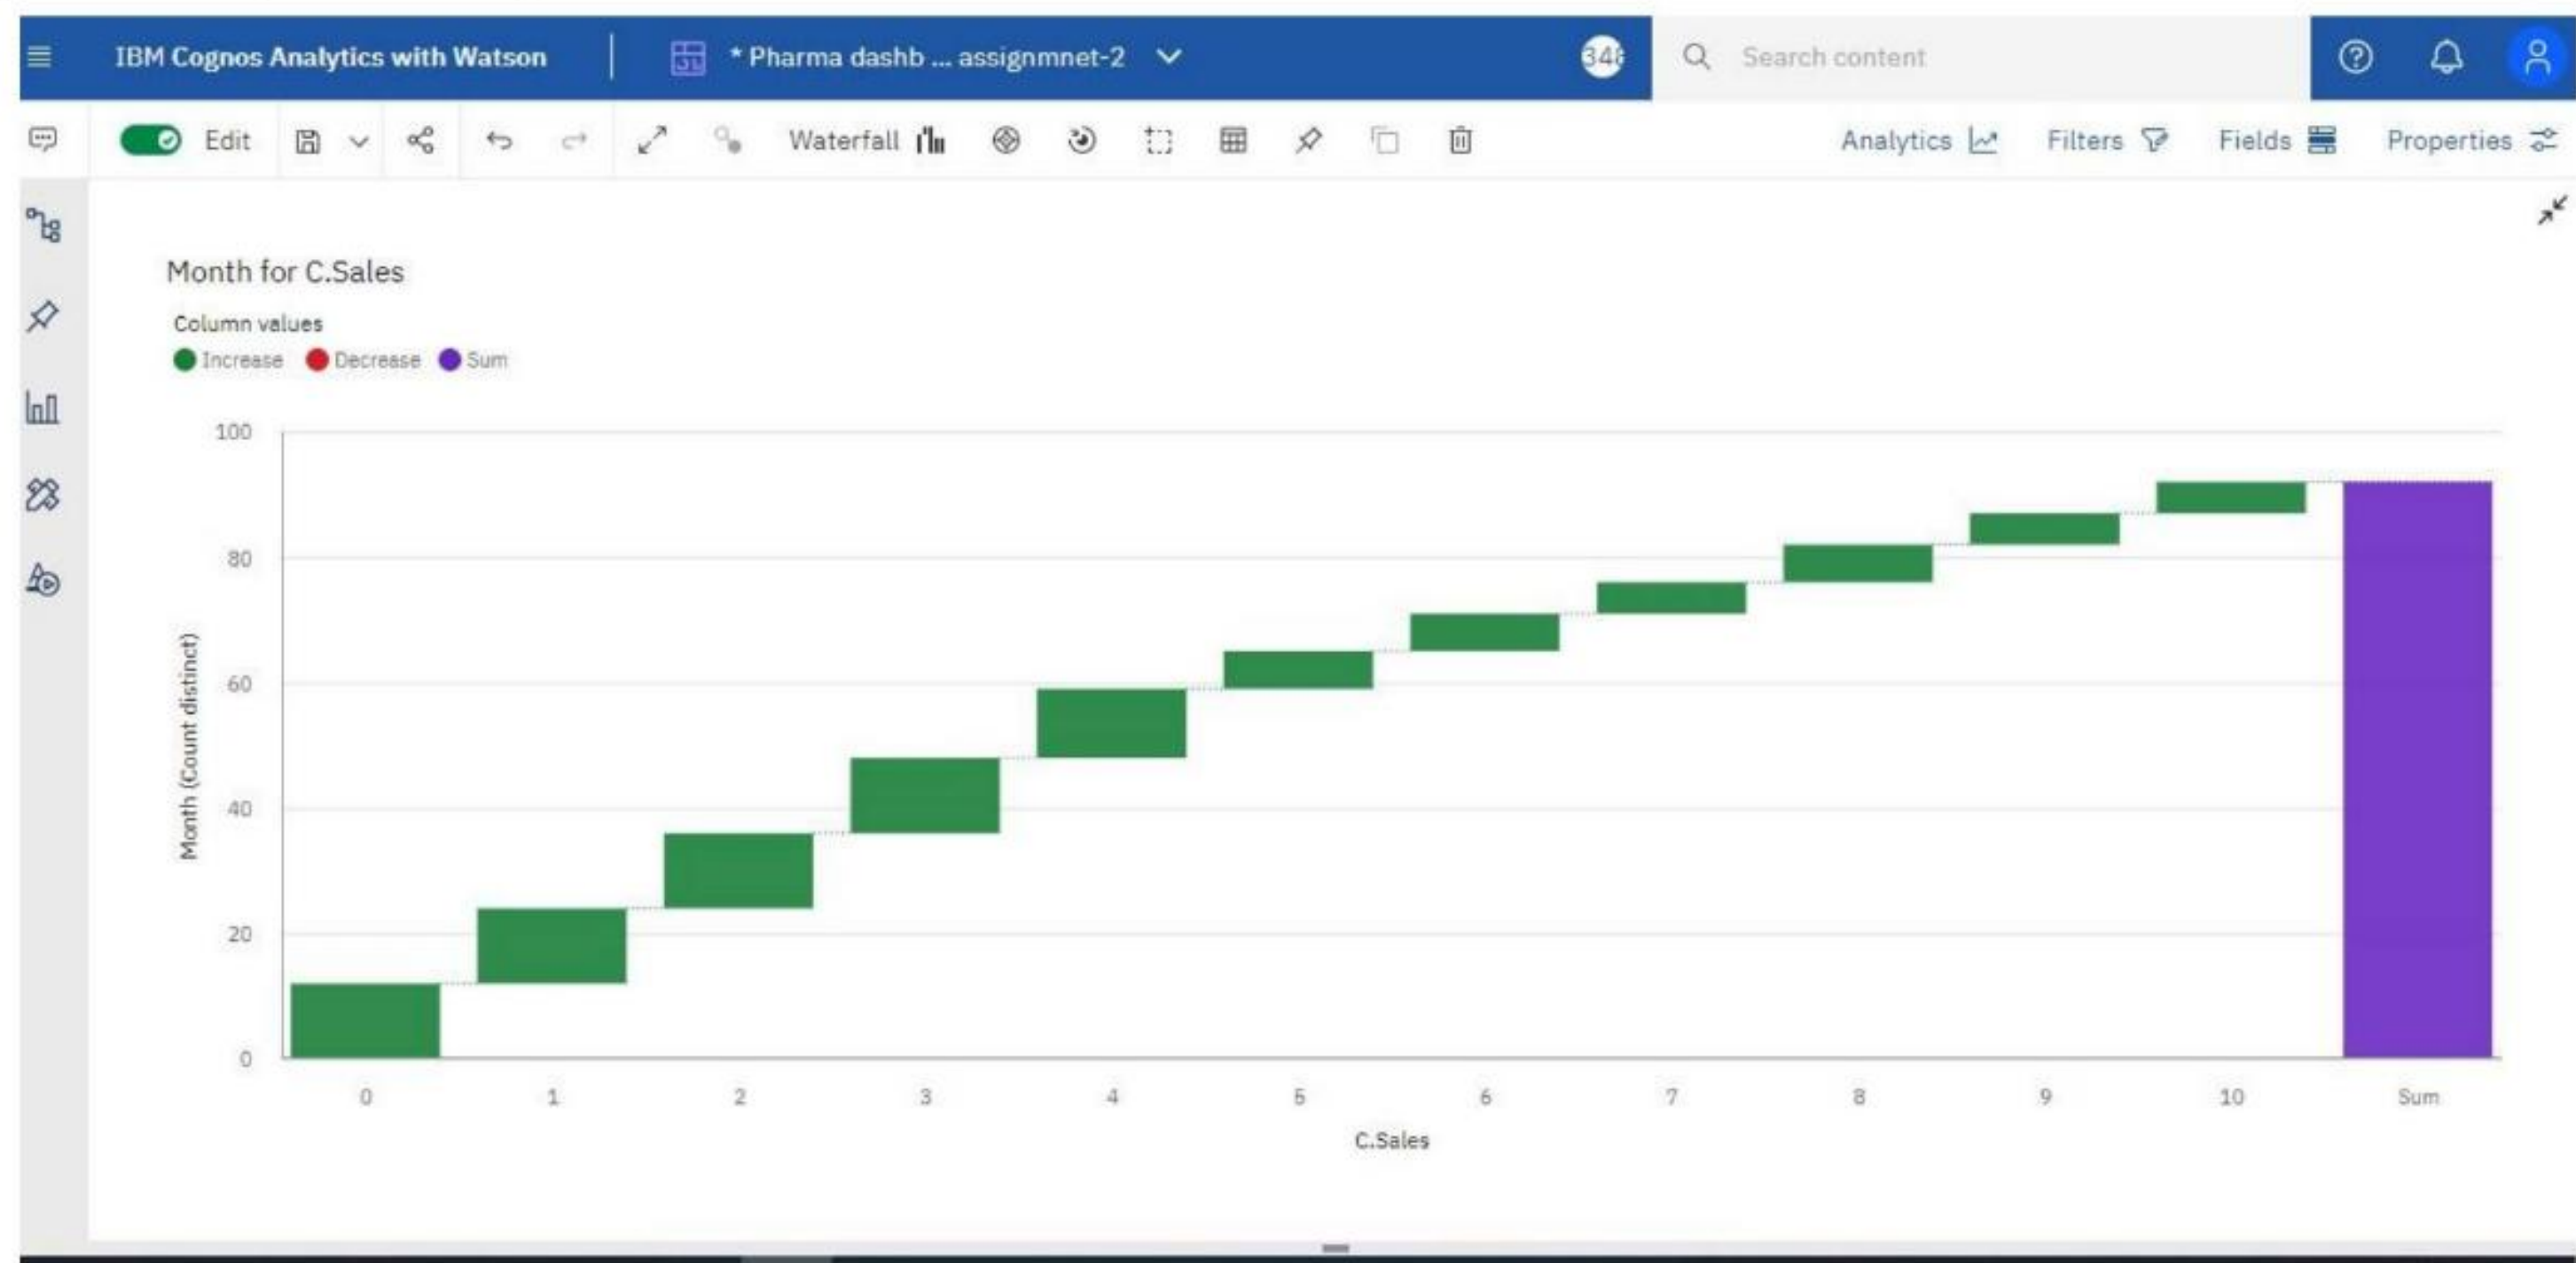 IBM Cognos Analytics with Watson
* Pharma dashb ... assignmnet-2
Search content
Edit
Waterfall
Analytics
Filters
Fields
Properties
Month for C.Sales
Column values
Increase Decrease Sum
100
80
60
40
20
0
Month (Count distinct)
0 1 2 3 4 5 6 7 8 9 10 Sum
C.Sales